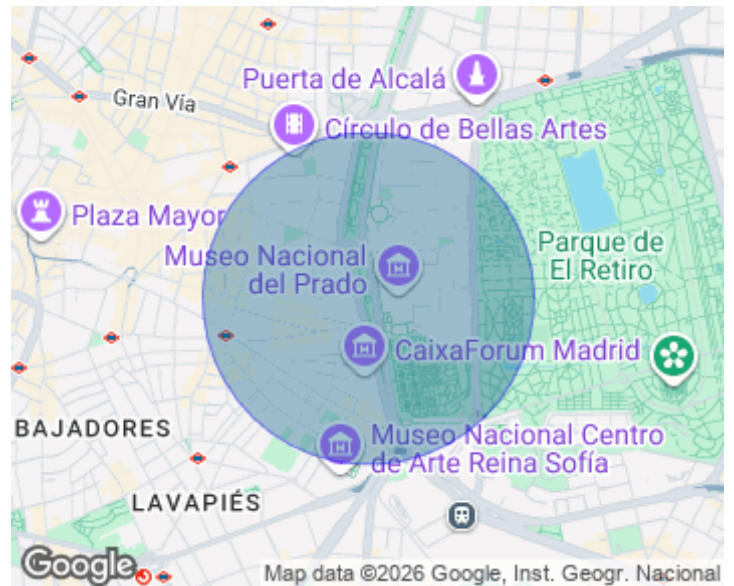 Puerta de Alcalá
Gran Vía
Círculo de Bellas Artes
Plaza Mayor
Museo Nacional
del Prado
Parque de
El Retiro
CaixaForum Madrid
BAJADORES
Museo Nacional Centro
de Arte Reina Sofía
LAVAPIÉS
Google
Map data ©2026 Google, Inst. Geogr. Nacional